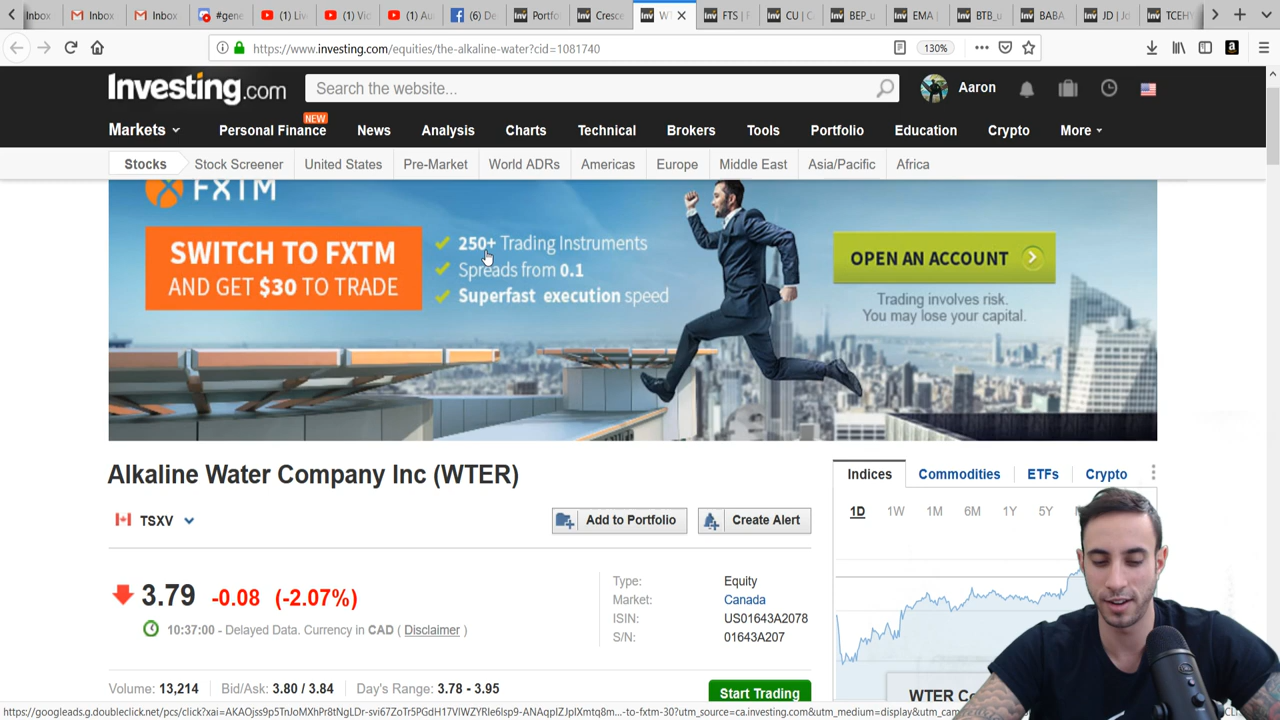 Inbox
Inbox
Inbox
#gene
(1) Liv
(1) Vi
(1) Au
(6) De
Portfo
Cresc
FTS | F
CU | C
BEP_u
EMA |
BTB_u
BABA
JD | Jo
TCEHY
https://www.investing.com/equities/the-alkaline-water?cid=1081740
130%
Investing.com
Search the website...
Aaron
NEW
Markets
Personal Finance
News
Analysis
Charts
Technical
Brokers
Tools
Portfolio
Education
Crypto
More
Stocks
Stock Screener
United States
Pre-Market
World ADRs
Americas
Europe
Middle East
Asia/Pacific
Africa
FXTM
SWITCH TO FXTM
AND GET $30 TO TRADE
250+ Trading Instruments
Spreads from 0.1
Superfast execution speed
OPEN AN ACCOUNT
Trading involves risk.
You may lose your capital.
Alkaline Water Company Inc (WTER)
TSXV
Add to Portfolio
Create Alert
3.79 -0.08 (-2.07%)
10:37:00 - Delayed Data. Currency in CAD ( Disclaimer )
Type: Equity
Market: Canada
ISIN: US01643A2078
S/N: 01643A207
Volume: 13,214
Bid/Ask: 3.80 / 3.84
Day's Range: 3.78 - 3.95
Start Trading
Indices
Commodities
ETFs
Crypto
1D
1W
1M
6M
1Y
5Y
WTER Co